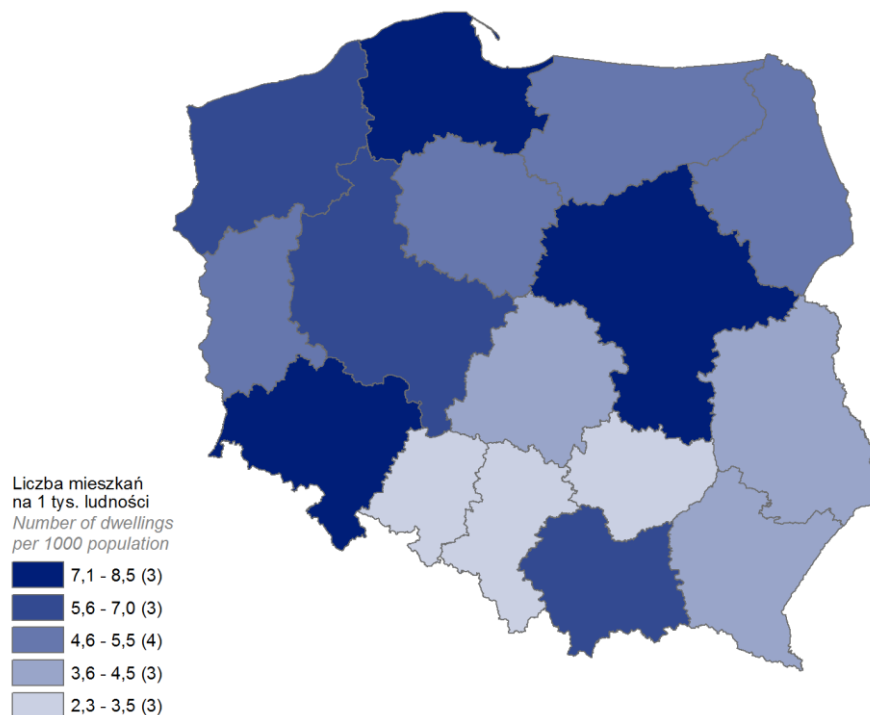 Liczba mieszkań
na 1 tys. ludności
Number of dwellings
per 1000 population
7,1 - 8,5 (3)
5,6 - 7,0 (3)
4,6 - 5,5 (4)
3,6 - 4,5 (3)
2,3 - 3,5 (3)